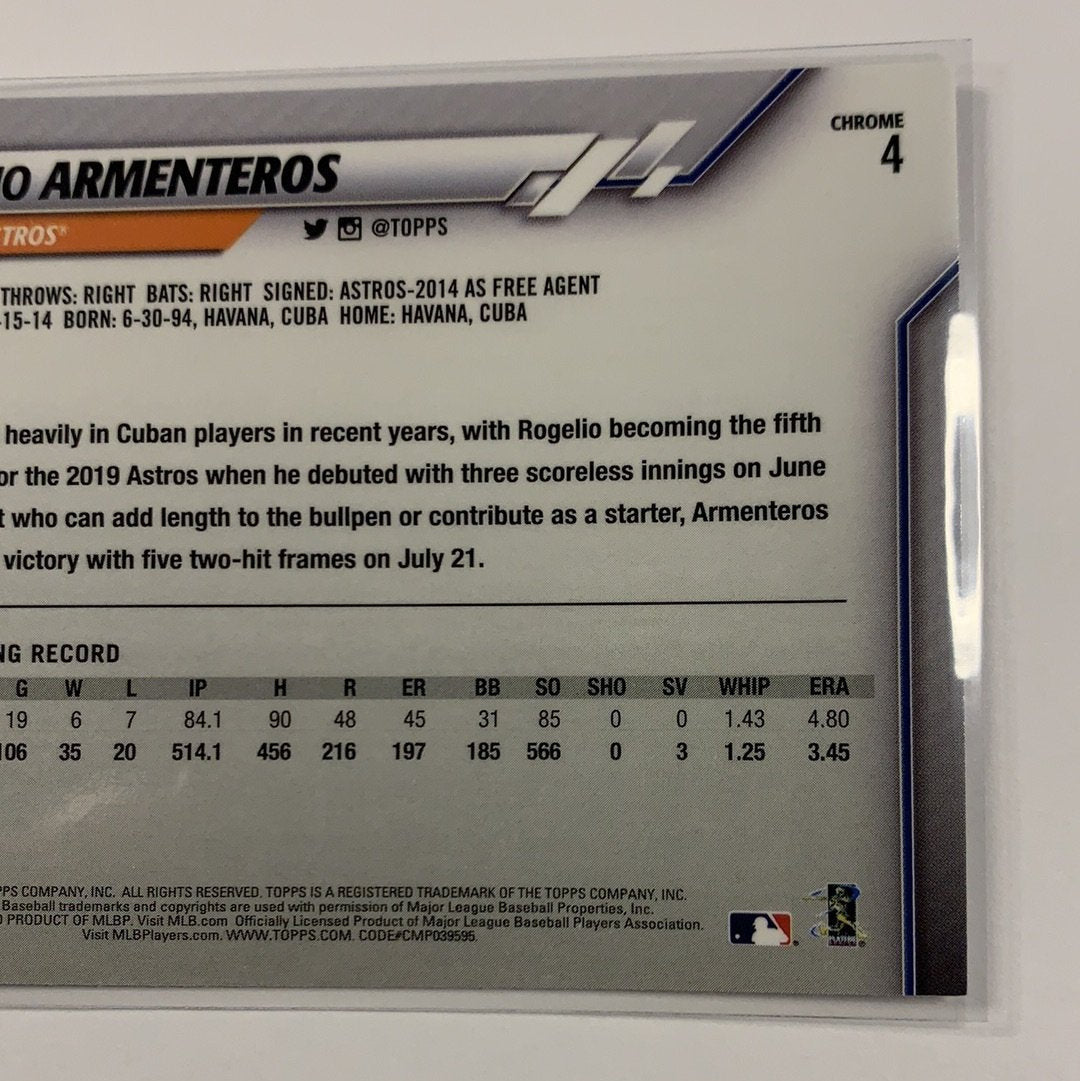 CHROME
4
IO ARMENTEROS
TROS®
@TOPPS
THROWS: RIGHT BATS: RIGHT SIGNED: ASTROS-2014 AS FREE AGENT
-15-14 BORN: 6-30-94, HAVANA, CUBA HOME: HAVANA, CUBA
heavily in Cuban players in recent years, with Rogelio becoming the fifth
or the 2019 Astros when he debuted with three scoreless innings on June
t who can add length to the bullpen or contribute as a starter, Armenteros
victory with five two-hit frames on July 21.
NG RECORD
G W L IP H R ER BB SO SHO SV WHIP ERA
19 6 7 84.1 90 48 45 31 85 0 0 1.43 4.80
106 35 20 514.1 456 216 197 185 566 0 3 1.25 3.45
PS COMPANY, INC. ALL RIGHTS RESERVED. TOPPS IS A REGISTERED TRADEMARK OF THE TOPPS COMPANY, INC.
Baseball trademarks and copyrights are used with permission of Major League Baseball Properties, Inc.
PRODUCT OF MLBP. Visit MLB.com Officially Licensed Product of Major League Baseball Players Association.
Visit MLBPlayers.com. WWW.TOPPS.COM. CODE#CMP039595